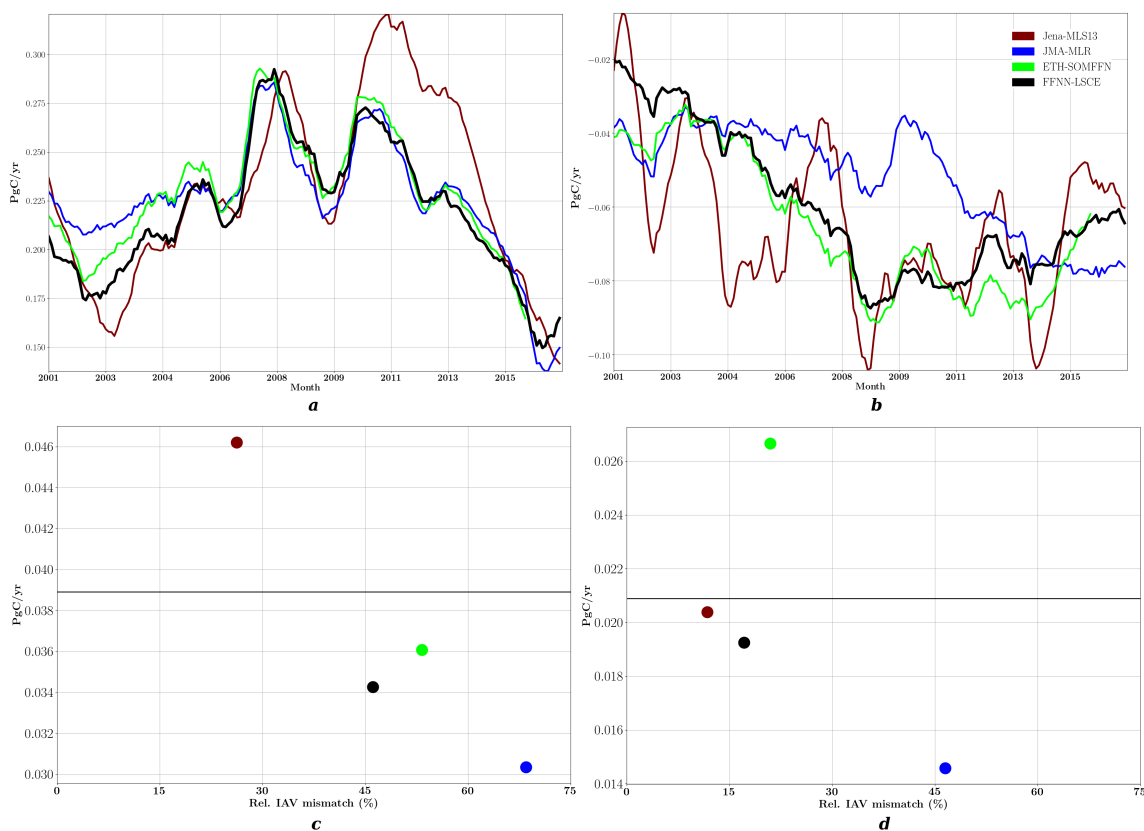 PgC/yr
0.300
0.275
0.250
0.225
0.200
0.175
0.150
2001 2003 2004 2006 2008 2009 2011 2013 2015
Month
a
PgC/yr
−0.02
−0.04
−0.06
−0.08
−0.10
Jena-MLS13
JMA-MLR
ETH-SOMFFN
FFNN-LSCE
2001 2003 2004 2006 2008 2009 2011 2013 2015
Month
b
PgC/yr
0.046
0.044
0.042
0.040
0.038
0.036
0.034
0.032
0.030
0 15 30 45 60 75
Rel. IAV mismatch (%)
c
PgC/yr
0.026
0.024
0.022
0.020
0.018
0.016
0.014
0 15 30 45 60 75
Rel. IAV mismatch (%)
d